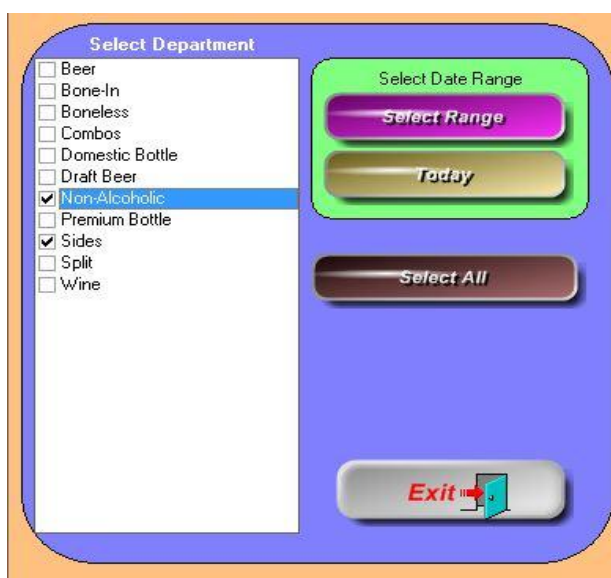 Select Department
Beer
Bone-In
Boneless
Combos
Domestic Bottle
Draft Beer
Non-Alcoholic
Premium Bottle
Sides
Split
Wine
Select Date Range
Select Range
Today
Select All
Exit